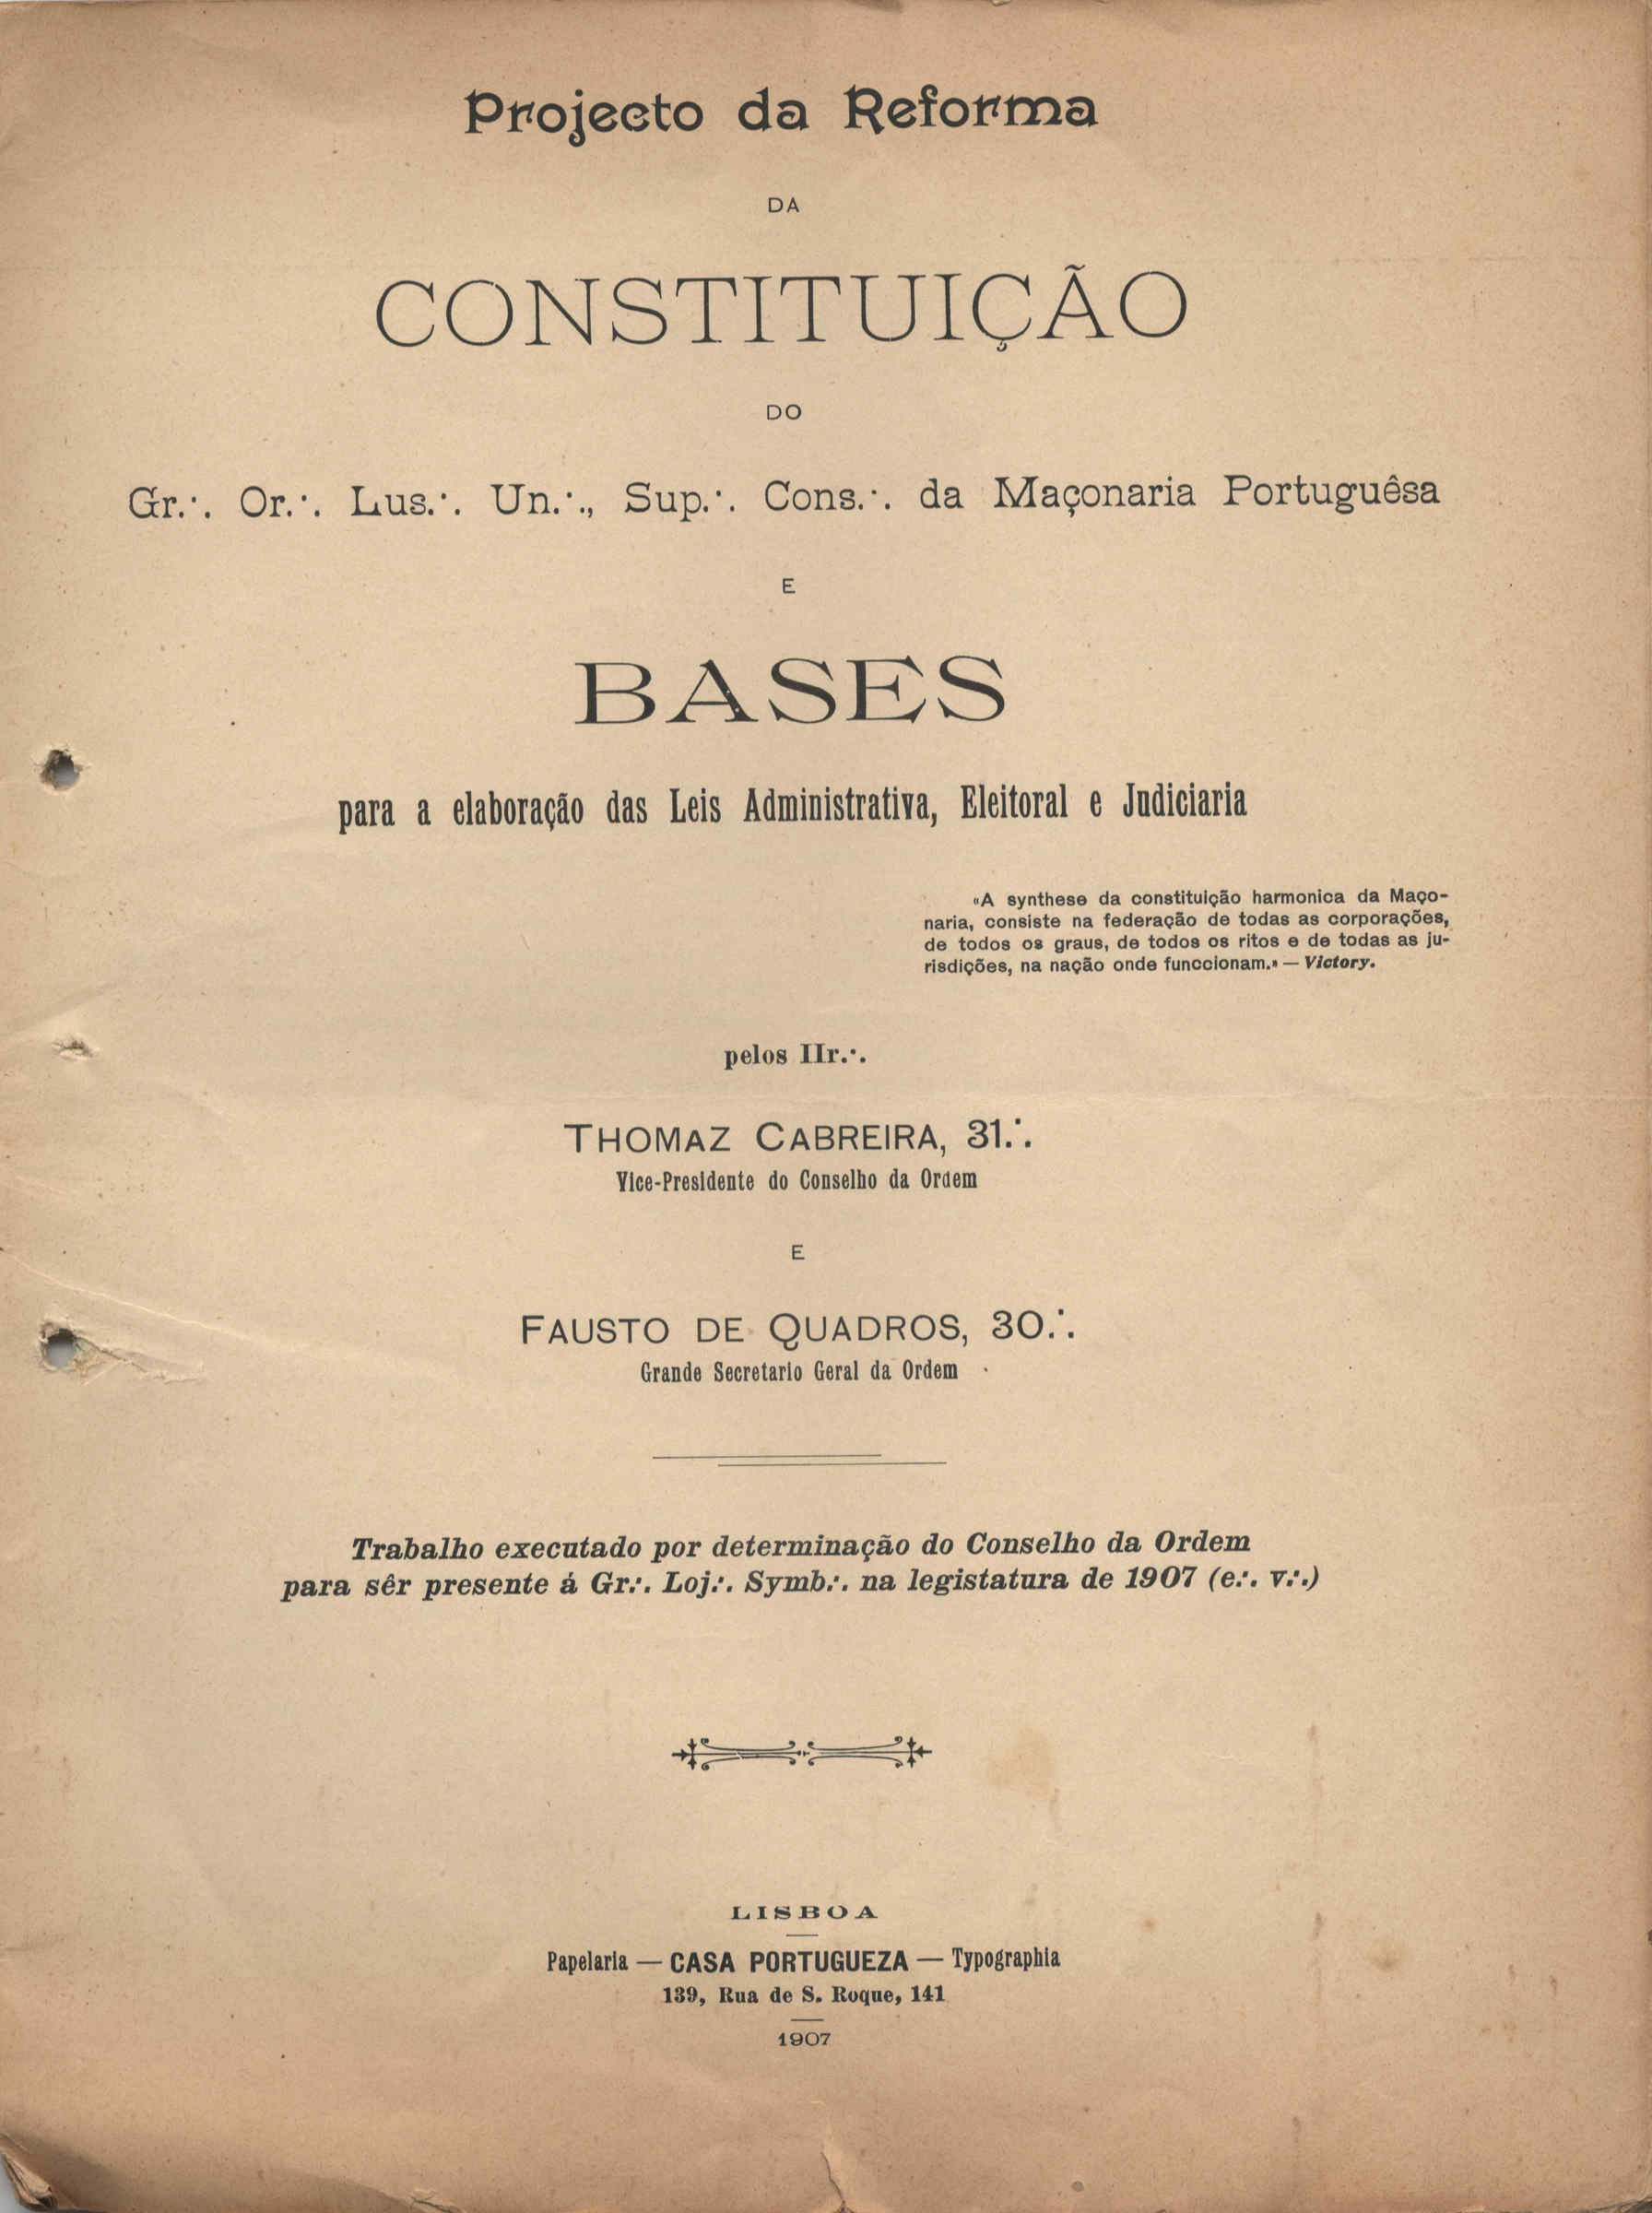 Projecto da Reforma
DA
CONSTITUIÇÃO
DO
Gr.·. Or.·. Lus.·. Un.·., Sup.·. Cons.·. da Maçonaria Portuguêsa
E
BASES
para a elaboração das Leis Administrativa, Eleitoral e Judiciaria
«A synthese da constituição harmonica da Maço-
naria, consiste na federação de todas as corporações,
de todos os graus, de todos os ritos e de todas as ju-
risdições, na nação onde funccionam.» — Victory.
pelos IIr.·.
THOMAZ CABREIRA, 31.·.
Vice-Presidente do Conselho da Ordem
E
FAUSTO DE QUADROS, 30.·.
Grande Secretario Geral da Ordem
Trabalho executado por determinação do Conselho da Ordem
para sêr presente á Gr.·. Loj.·. Symb.·. na legistatura de 1907 (e.·. v.·.)
LISBOA
Papelaria — CASA PORTUGUEZA — Typographia
139, Rua de S. Roque, 141
1907